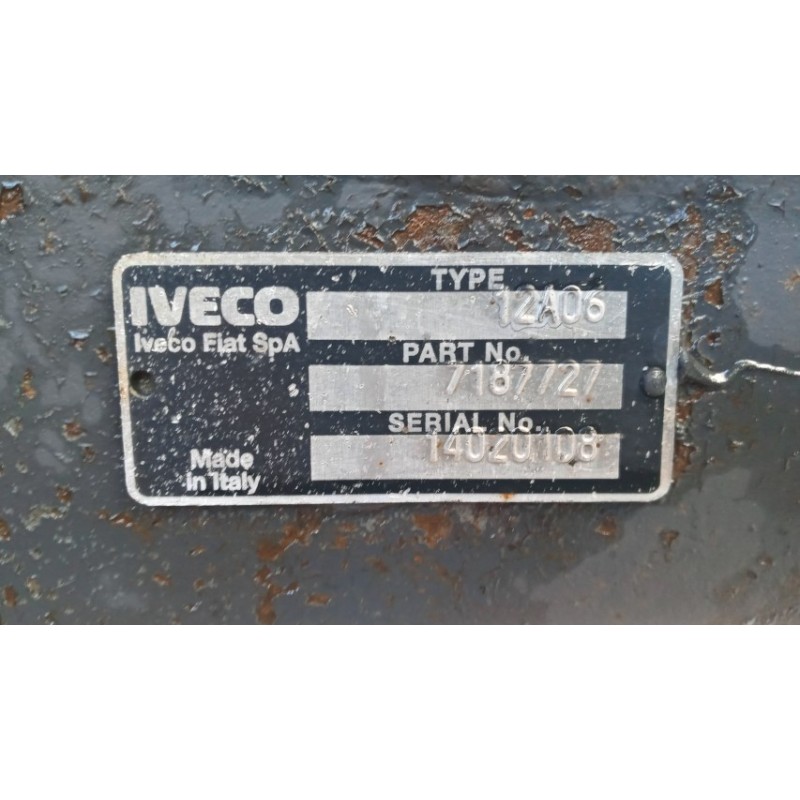 IVECO
Iveco Fiat SpA
Made
in Italy
TYPE
12A06
PART No.
7187727
SERIAL No.
14020108